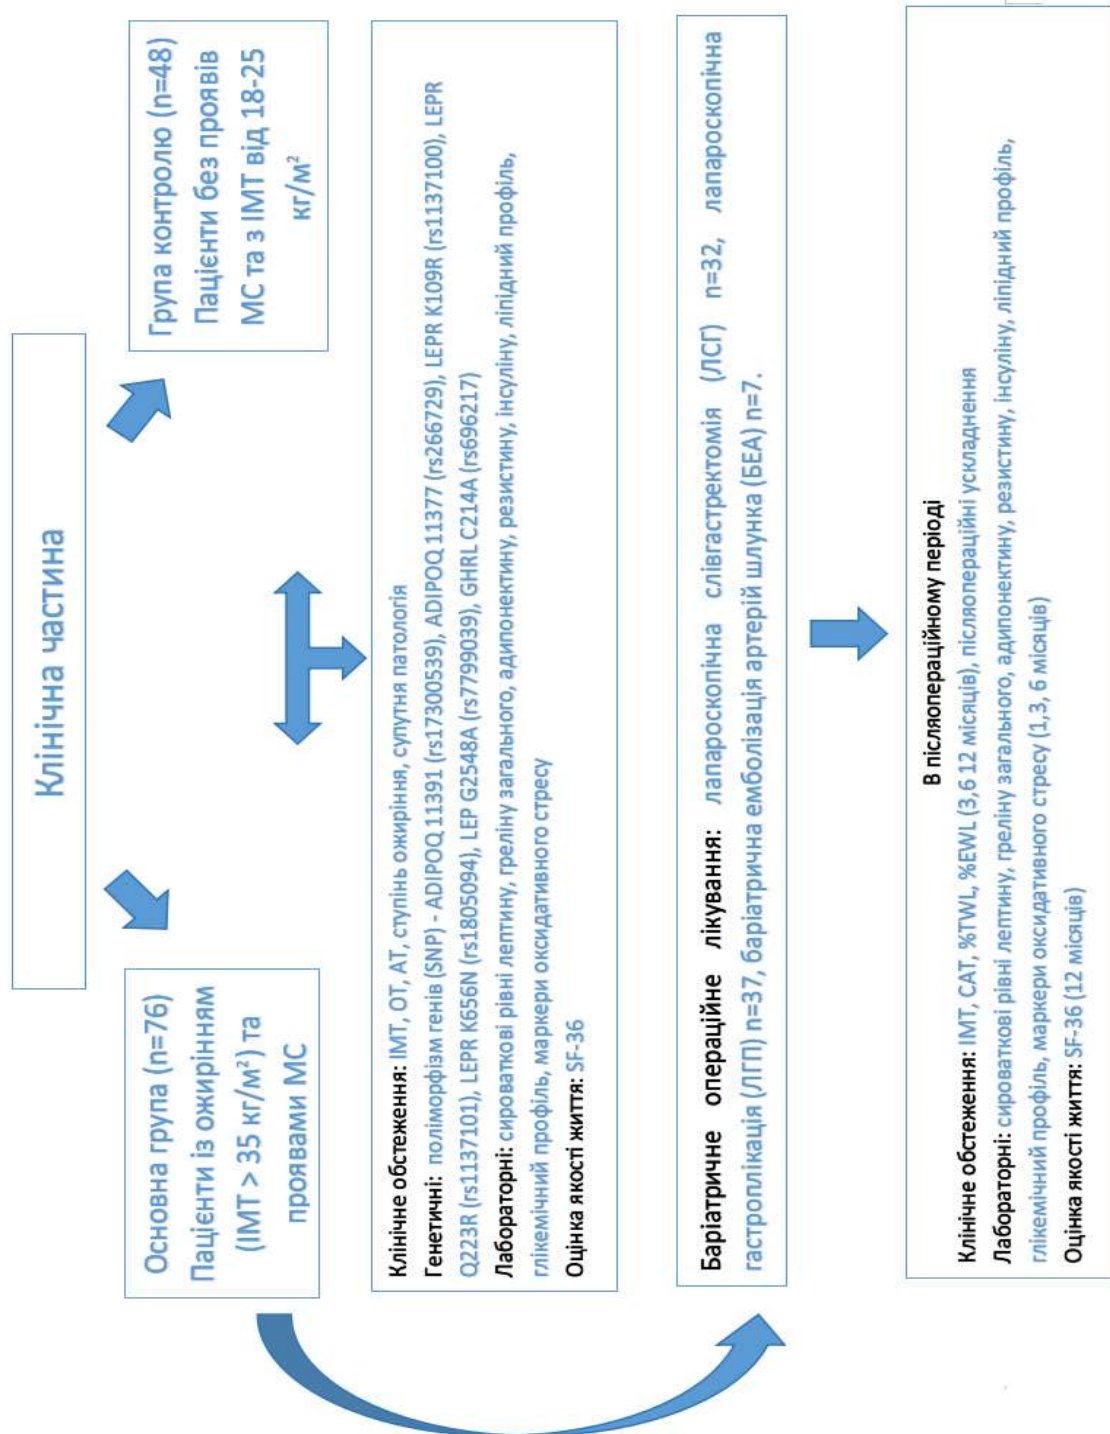 Клінічна частина
Основна група (n=76)
Пацієнти із ожирінням
(ІМТ > 35 кг/м²) та
проявами МС
Група контролю (n=48)
Пацієнти без проявів
МС та з ІМТ від 18-25
кг/м²
Клінічне обстеження: ІМТ, ОТ, АТ, ступінь ожиріння, супутня патологія
Генетичні: поліморфізм генів (SNP) - ADIPOQ 11391 (rs17300539), ADIPOQ 11377 (rs266729), LEPR K109R (rs1137100), LEPR
Q223R (rs1137101), LEPR K656N (rs1805094), LEP G2548A (rs7799039), GHRL C214A (rs696217)
Лабораторні: сироваткові рівні лептину, греліну загального, адипонектину, резистину, інсуліну, ліпідний профіль,
глікемічний профіль, маркери оксидативного стресу
Оцінка якості життя: SF-36
Баріатричне операційне лікування: лапароскопічна слівгастректомія (ЛСГ) n=32, лапароскопічна
гастроплікація (ЛГП) n=37, баріатрична емболізація артерій шлунка (БЕА) n=7.
В післяопераційному періоді
Клінічне обстеження: ІМТ, САТ, %TWL, %EWL (3,6 12 місяців), післяопераційні ускладнення
Лабораторні: сироваткові рівні лептину, греліну загального, адипонектину, резистину, інсуліну, ліпідний профіль,
глікемічний профіль, маркери оксидативного стресу (1,3, 6 місяців)
Оцінка якості життя: SF-36 (12 місяців)